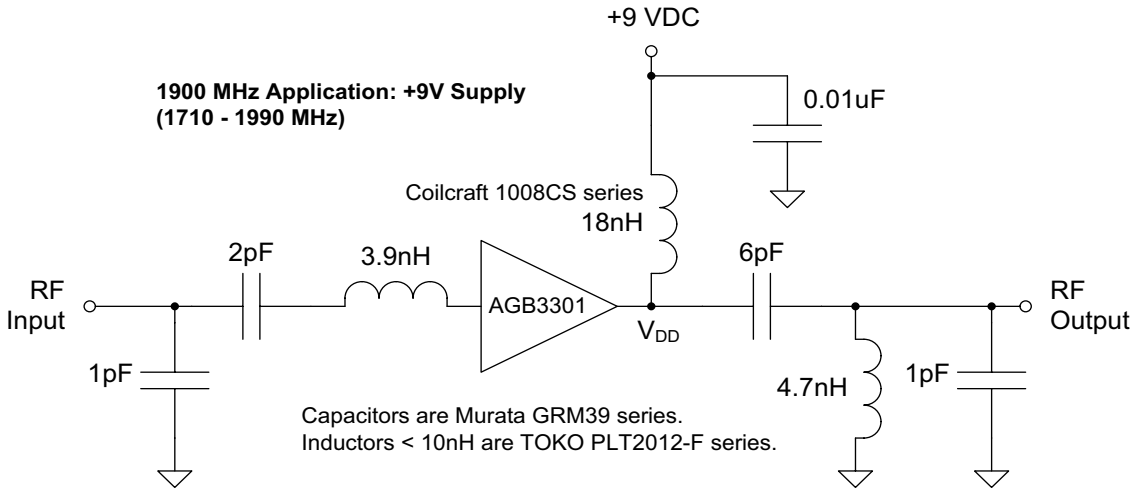 +9 VDC
1900 MHz Application: +9V Supply
(1710 - 1990 MHz)
0.01uF
Coilcraft 1008CS series
18nH
2pF
3.9nH
6pF
RF
Input
AGB3301
VDD
RF
Output
1pF
4.7nH
1pF
Capacitors are Murata GRM39 series.
Inductors < 10nH are TOKO PLT2012-F series.